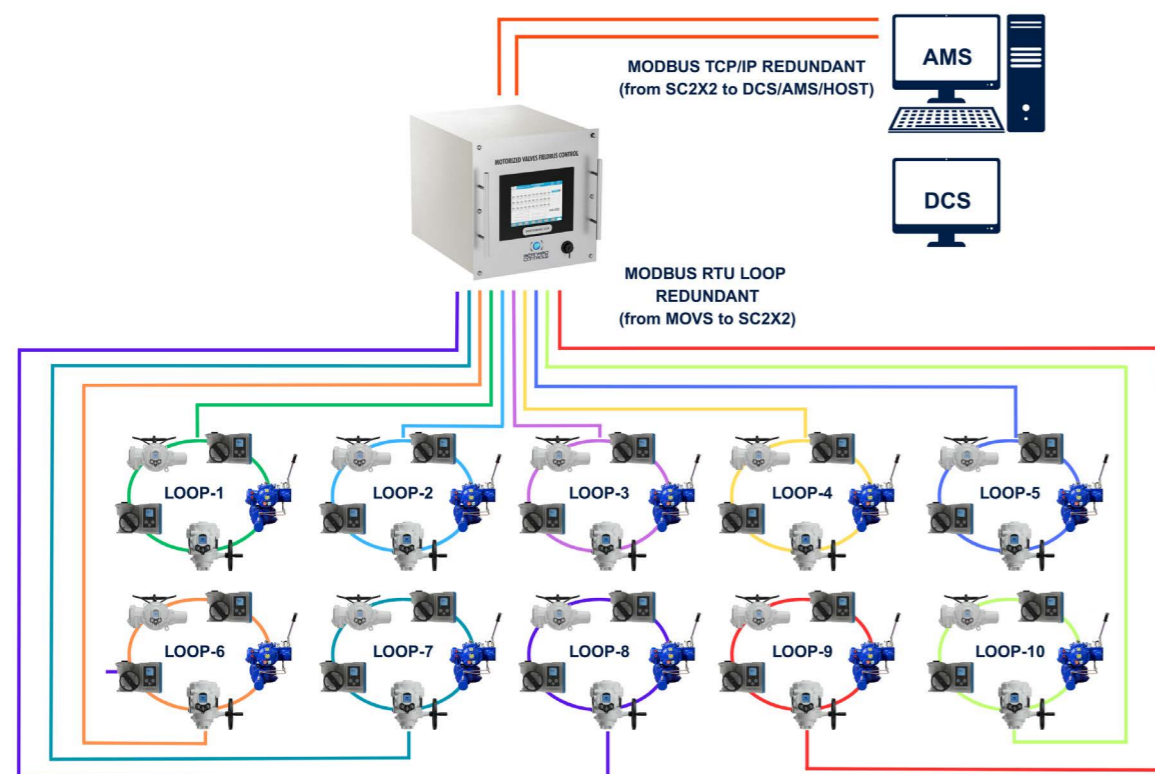 AMS
MODBUS TCP/IP REDUNDANT
(from SC2X2 to DCS/AMS/HOST)
MOTORIZED VALVES FIELDBUS CONTROL
DCS
MODBUS RTU LOOP
REDUNDANT
(from MOVS to SC2X2)
LOOP-1
LOOP-2
LOOP-3
LOOP-4
LOOP-5
LOOP-6
LOOP-7
LOOP-8
LOOP-9
LOOP-10